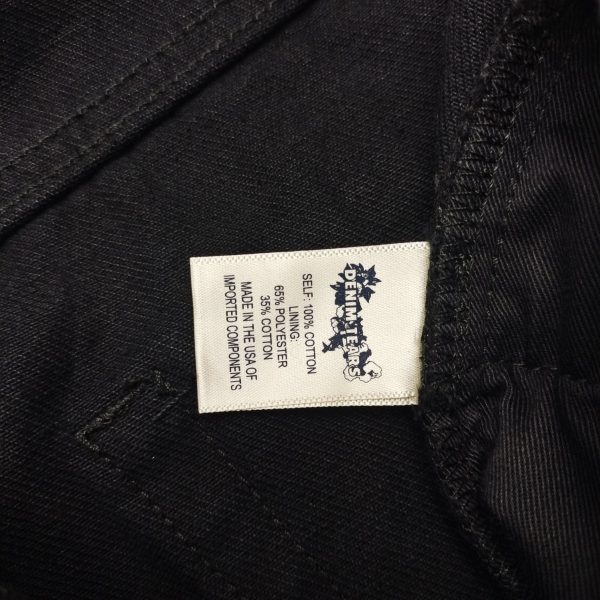 DENIM TEARS
SELF: 100% COTTON
LINING:
65% POLYESTER
35% COTTON
MADE IN THE USA OF
IMPORTED COMPONENTS